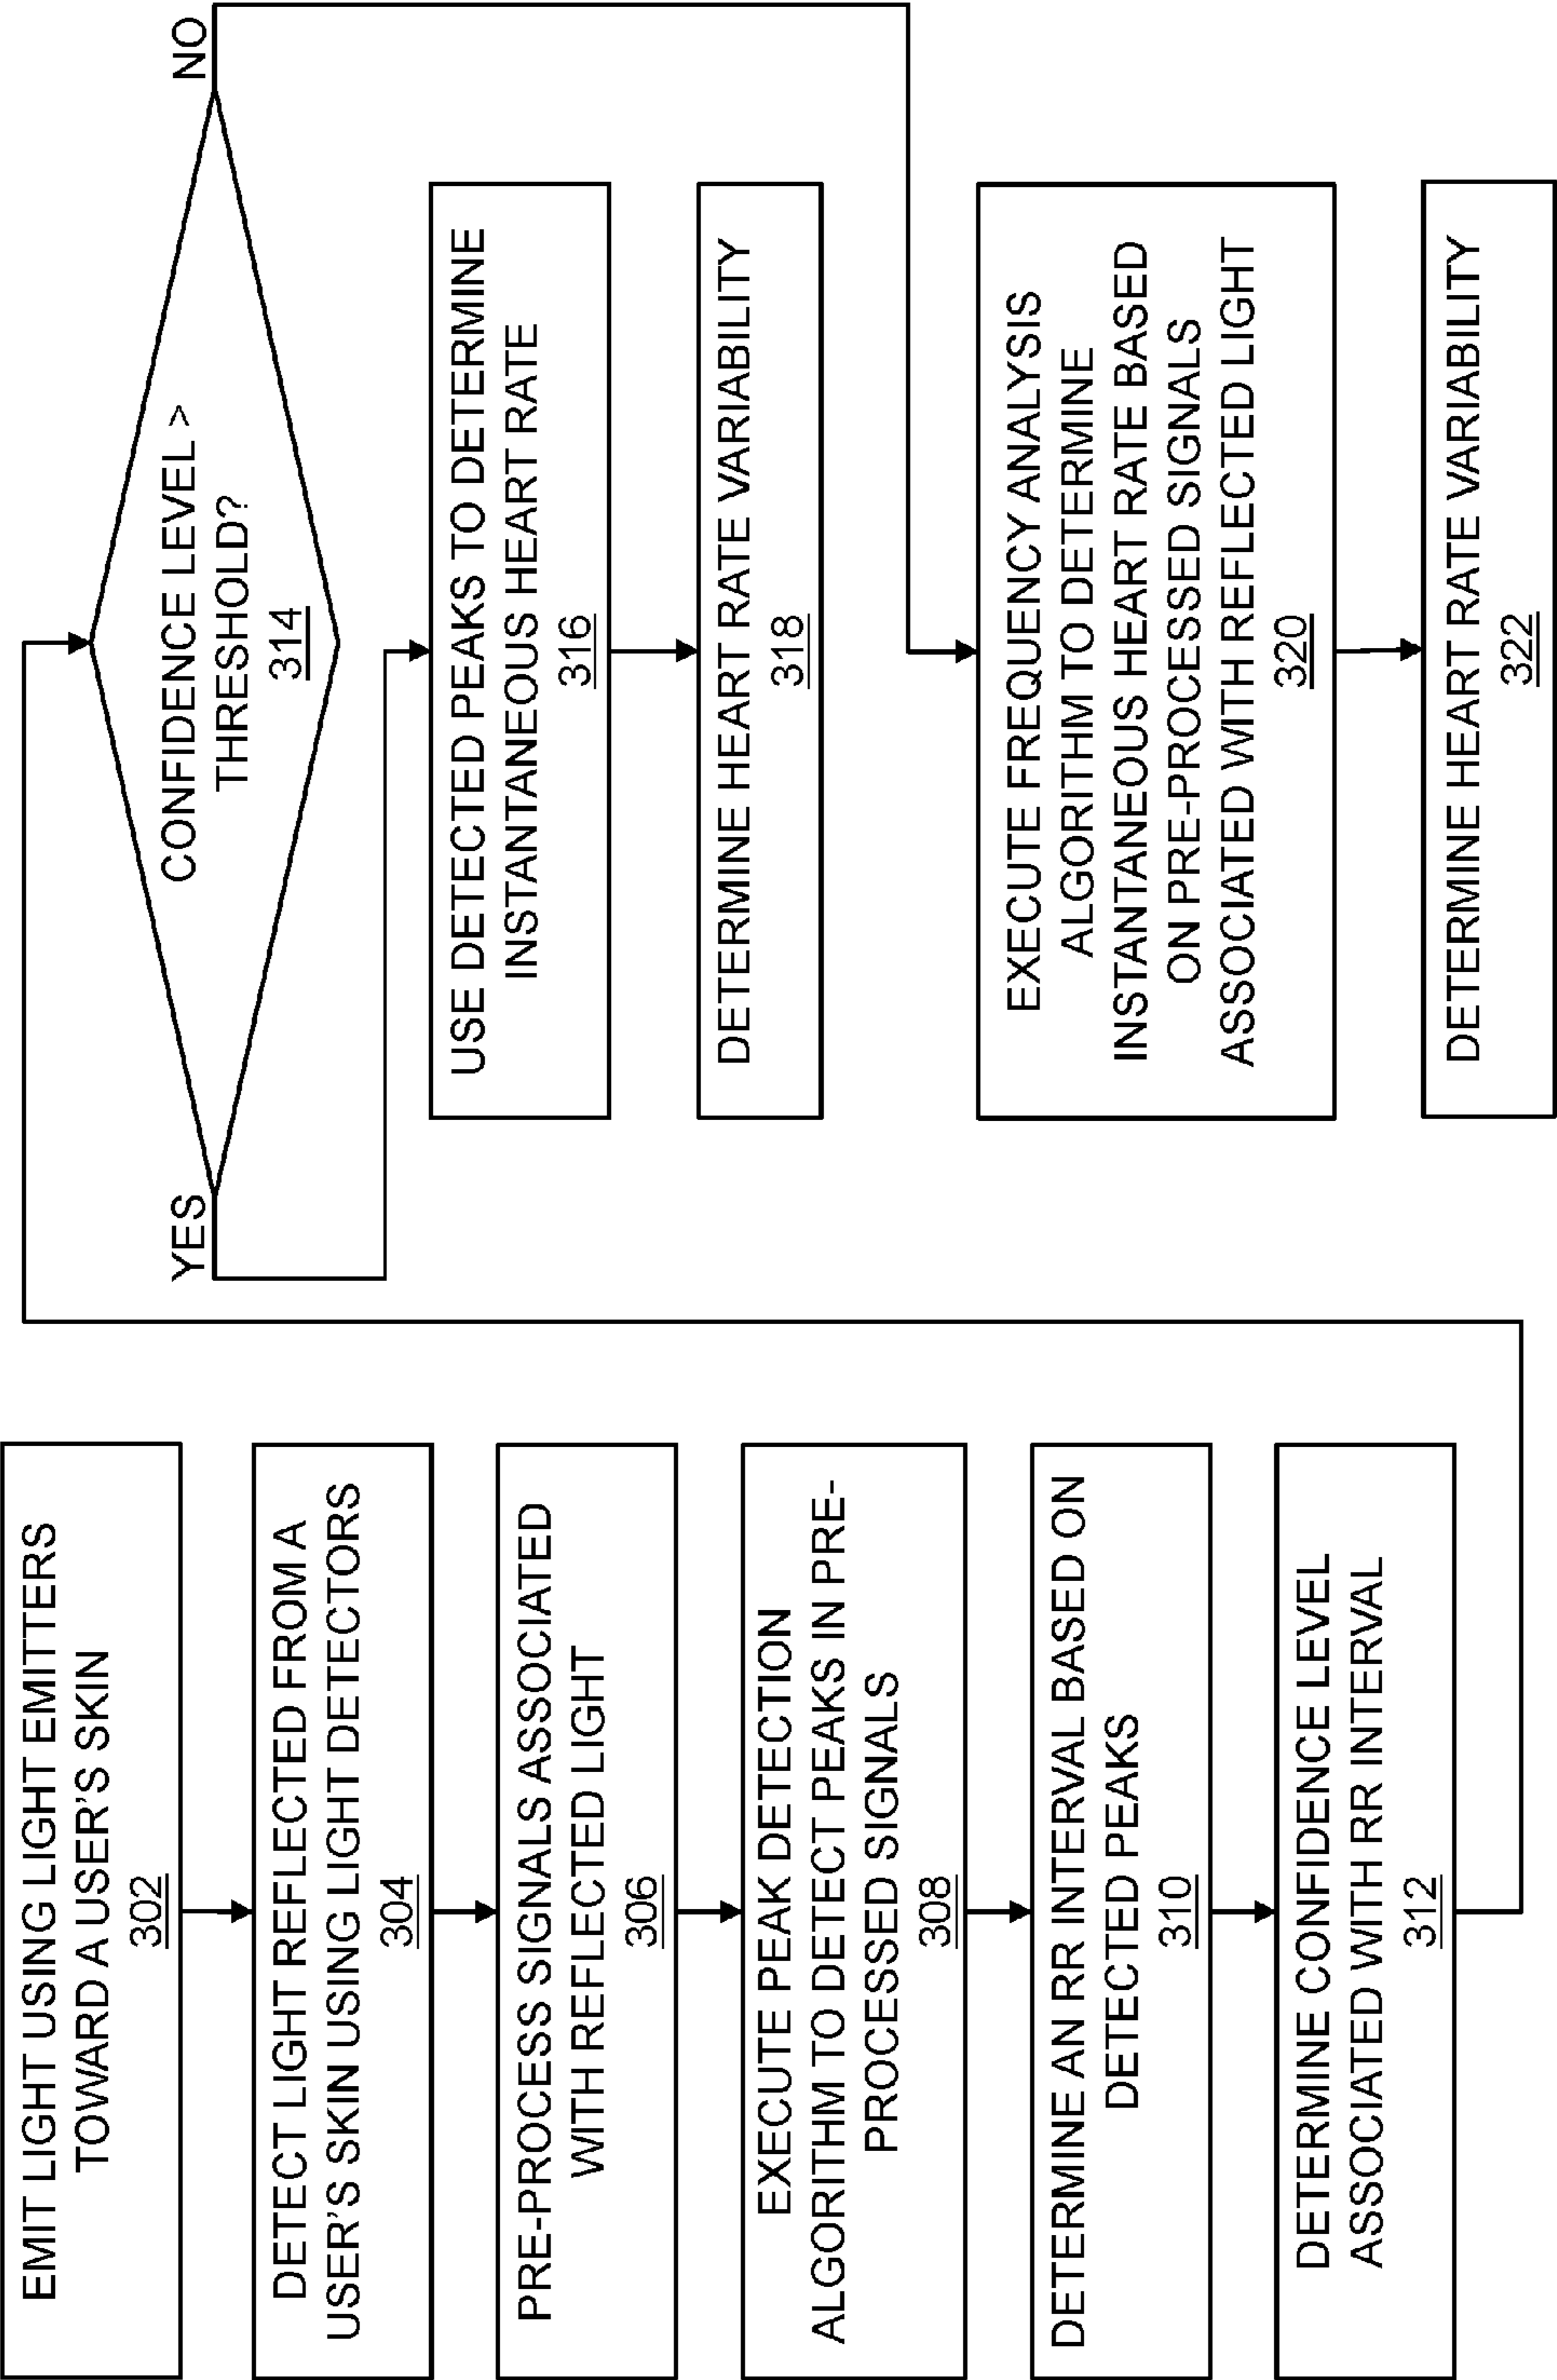 EMIT LIGHT USING LIGHT EMITTERS
TOWARD A USER'S SKIN
302
DETECT LIGHT REFLECTED FROM A
USER'S SKIN USING LIGHT DETECTORS
304
PRE-PROCESS SIGNALS ASSOCIATED
WITH REFLECTED LIGHT
306
EXECUTE PEAK DETECTION
ALGORITHM TO DETECT PEAKS IN PRE-
PROCESSED SIGNALS
308
DETERMINE AN RR INTERVAL BASED ON
DETECTED PEAKS
310
DETERMINE CONFIDENCE LEVEL
ASSOCIATED WITH RR INTERVAL
312
CONFIDENCE LEVEL >
THRESHOLD?
314
YES
NO
USE DETECTED PEAKS TO DETERMINE
INSTANTANEOUS HEART RATE
316
DETERMINE HEART RATE VARIABILITY
318
EXECUTE FREQUENCY ANALYSIS
ALGORITHM TO DETERMINE
INSTANTANEOUS HEART RATE BASED
ON PRE-PROCESSED SIGNALS
ASSOCIATED WITH REFLECTED LIGHT
320
DETERMINE HEART RATE VARIABILITY
322